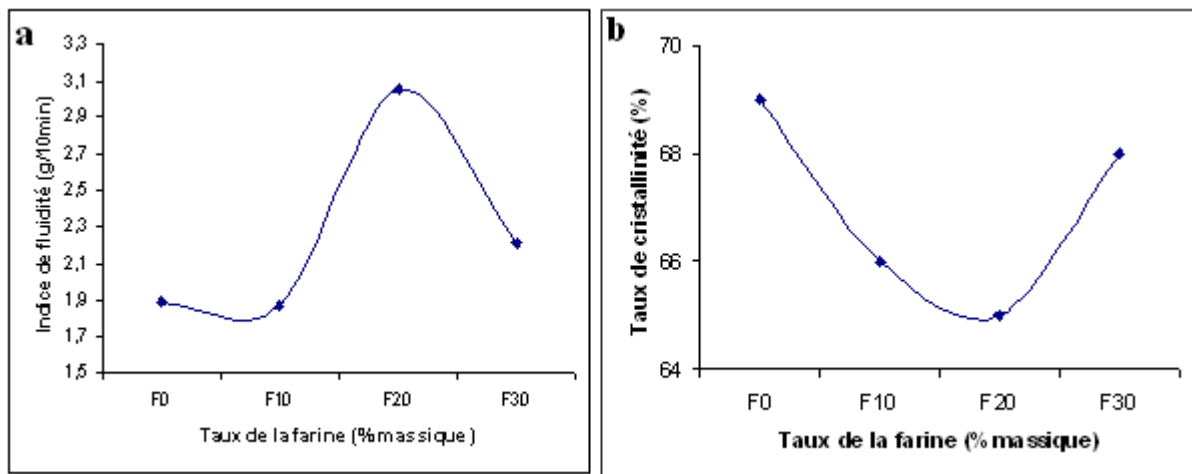 a
3,3
3,1
2,9
2,7
2,5
2,3
2,1
1,9
1,7
1,5
Indice de fluidité (g/10min)
F0 F10 F20 F30
Taux de la farine (% massique)
b
70
68
66
64
Taux de cristallinité (%)
F0 F10 F20 F30
Taux de la farine (% massique)